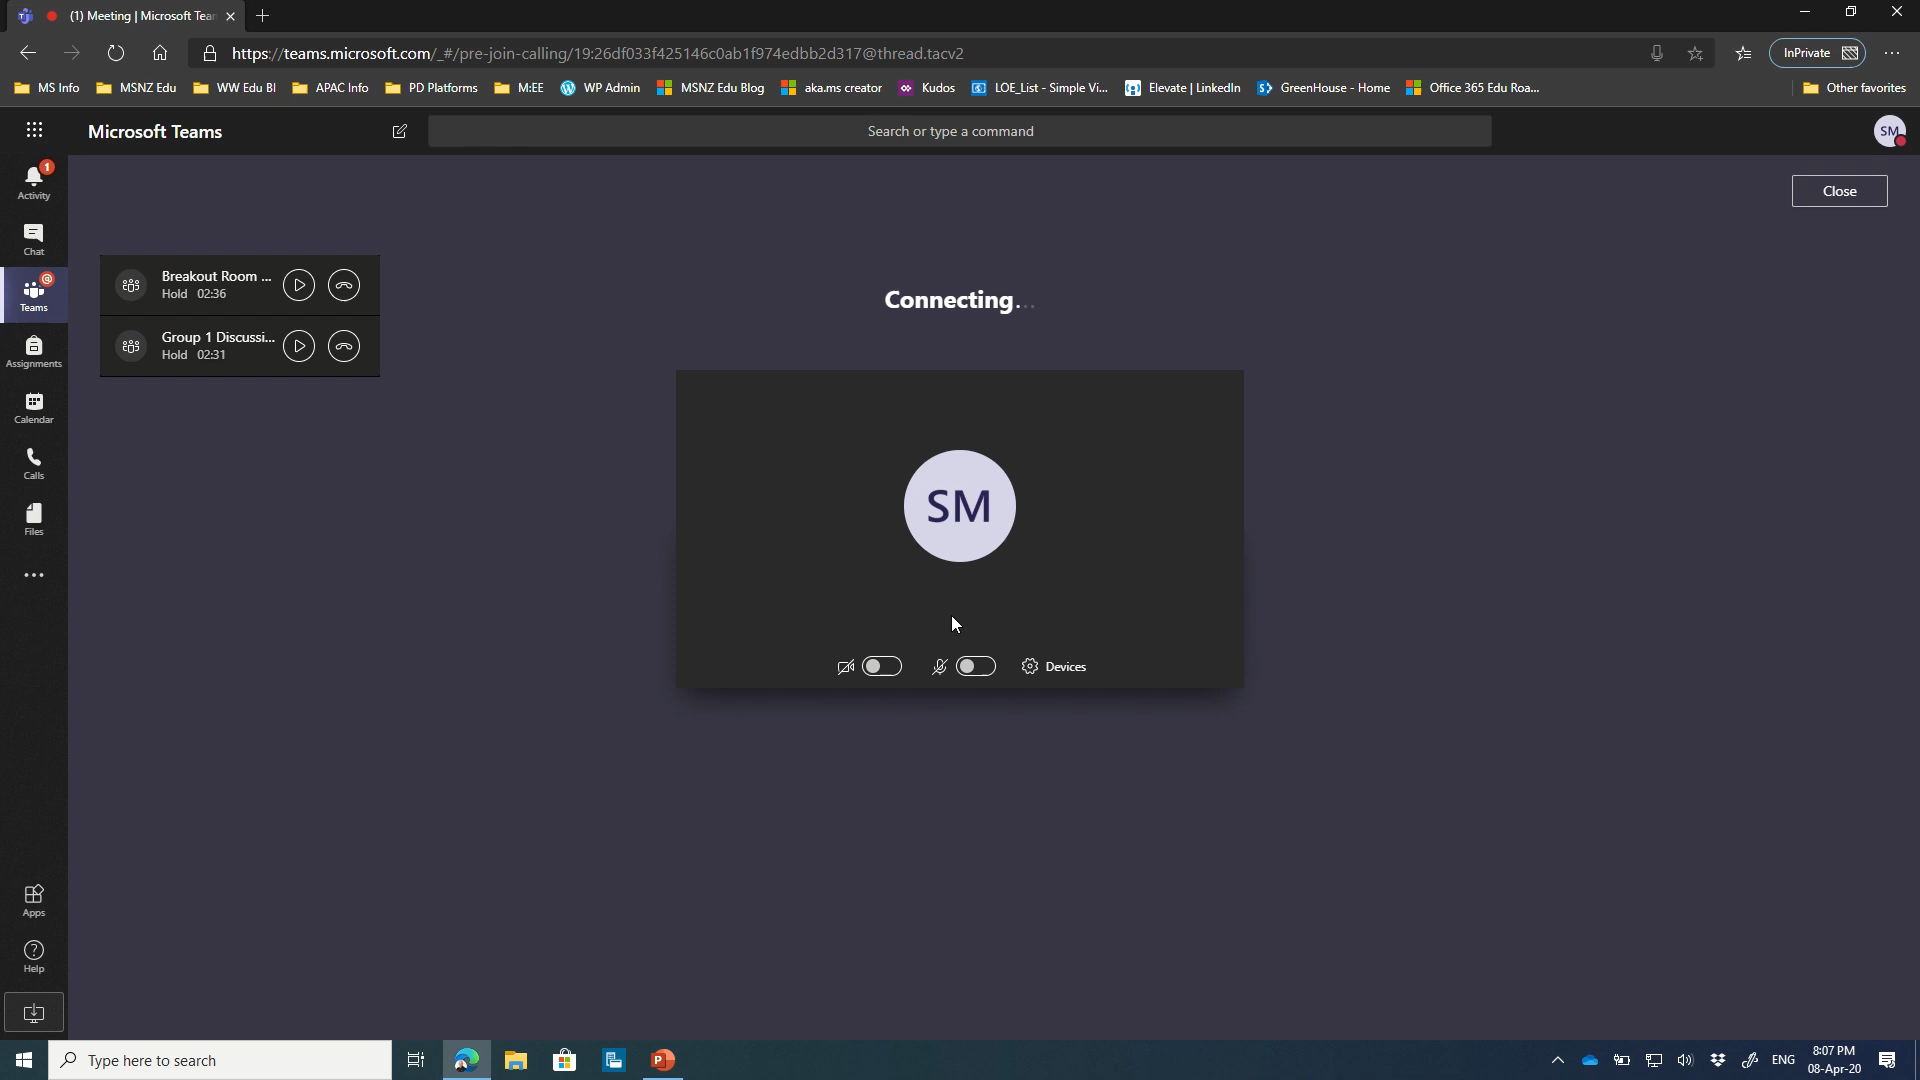 (1) Meeting | Microsoft Tea
https://teams.microsoft.com/_#/pre-join-calling/19:26df033f425146c0ab1f974edbb2d317@thread.tacv2
InPrivate
MS Info MSNZ Edu WW Edu BI APAC Info PD Platforms M:EE WP Admin MSNZ Edu Blog aka.ms creator Kudos LOE_List - Simple Vi... Elevate | LinkedIn GreenHouse - Home Office 365 Edu Roa... Other favorites
Microsoft Teams
Search or type a command
SM
1
Activity
Chat
@
Teams
Assignments
Calendar
Calls
Files
Apps
Help
Close
Breakout Room ...
Hold 02:36
Group 1 Discussi...
Hold 02:31
Connecting...
SM
Devices
Type here to search
ENG
8:07 PM
08-Apr-20